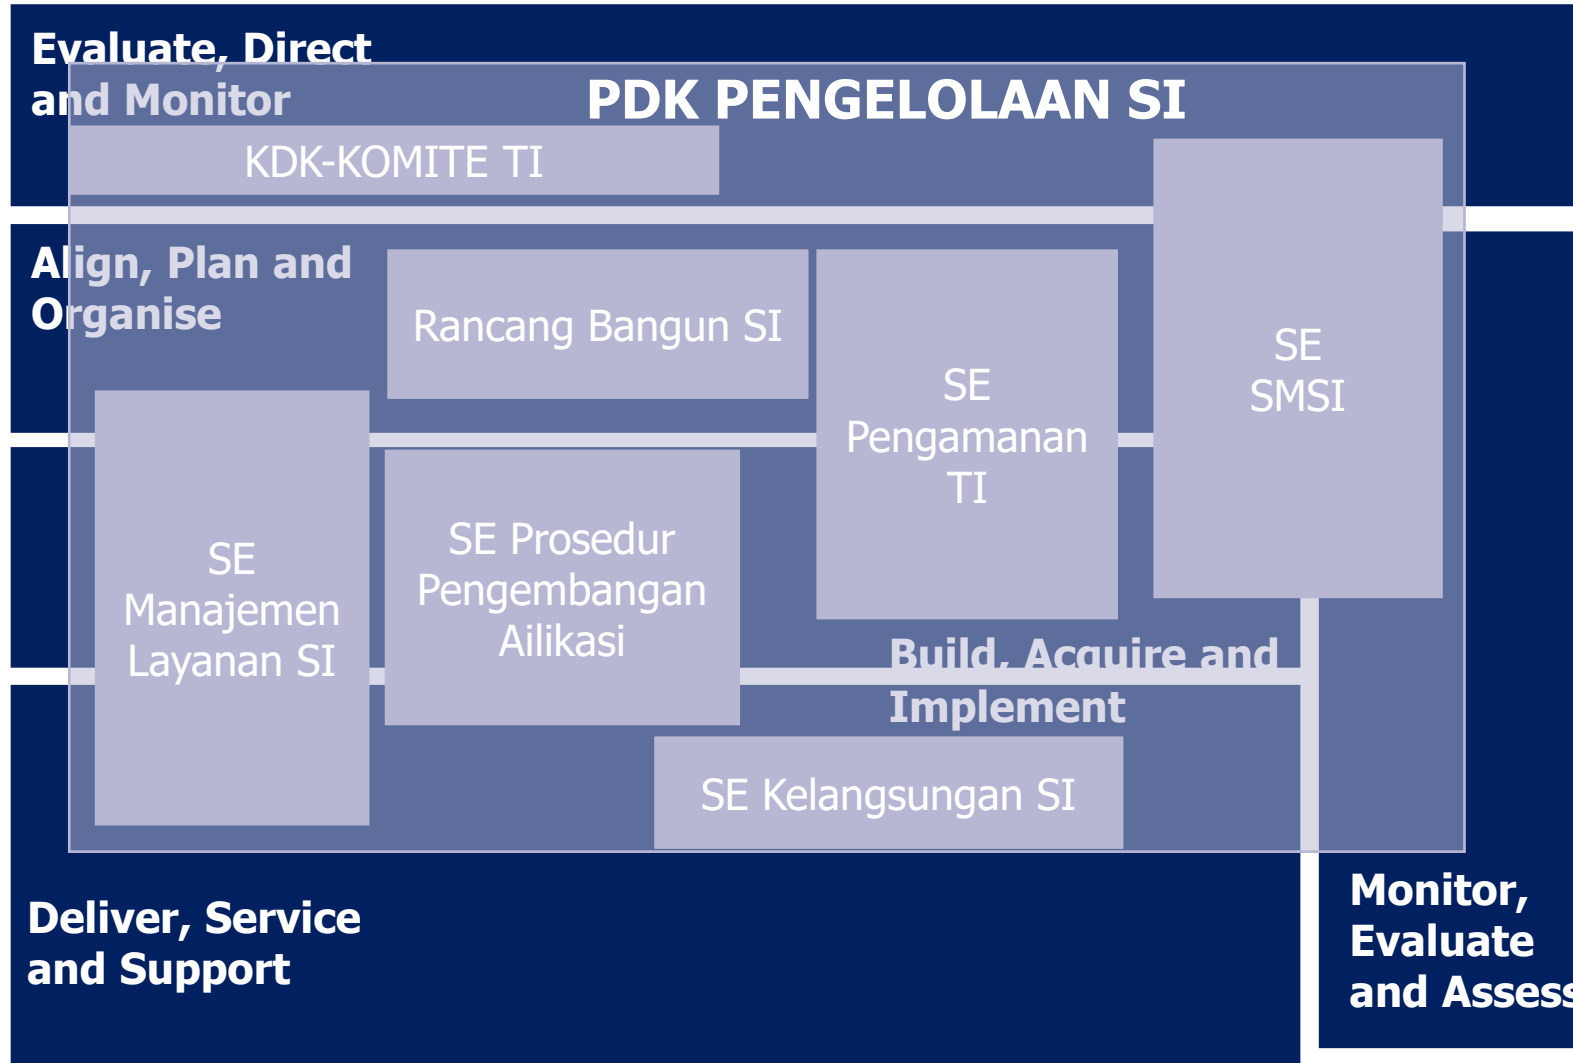 Evaluate, Direct
and Monitor
PDK PENGELOLAAN SI
KDK-KOMITE TI
Align, Plan and
Organise
Rancang Bangun SI
SE
Pengamanan
TI
SE
SMSI
SE
Manajemen
Layanan SI
SE Prosedur
Pengembangan
Ailikasi
Build, Acquire and
Implement
SE Kelangsungan SI
Deliver, Service
and Support
Monitor,
Evaluate
and Assess